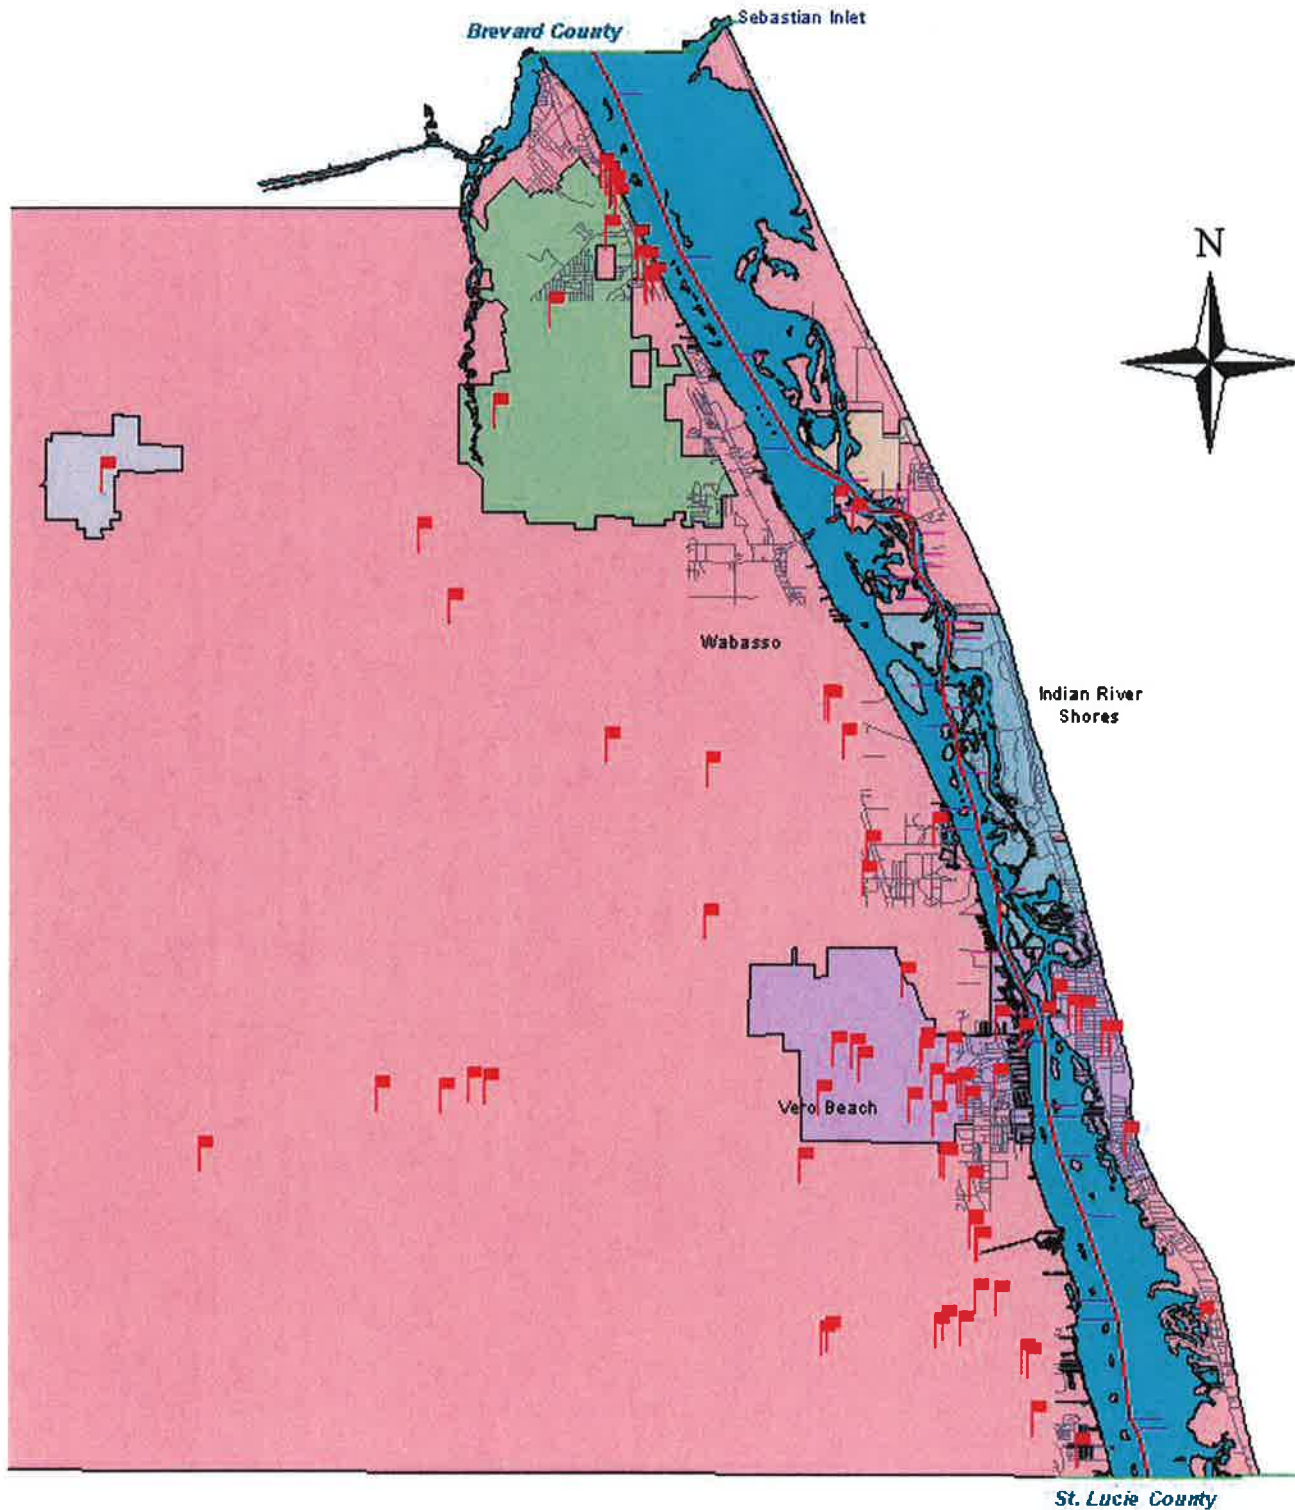 Sebastian Inlet
Brevard County
N
Wabasso
Indian River
Shores
Vero Beach
St. Lucie County